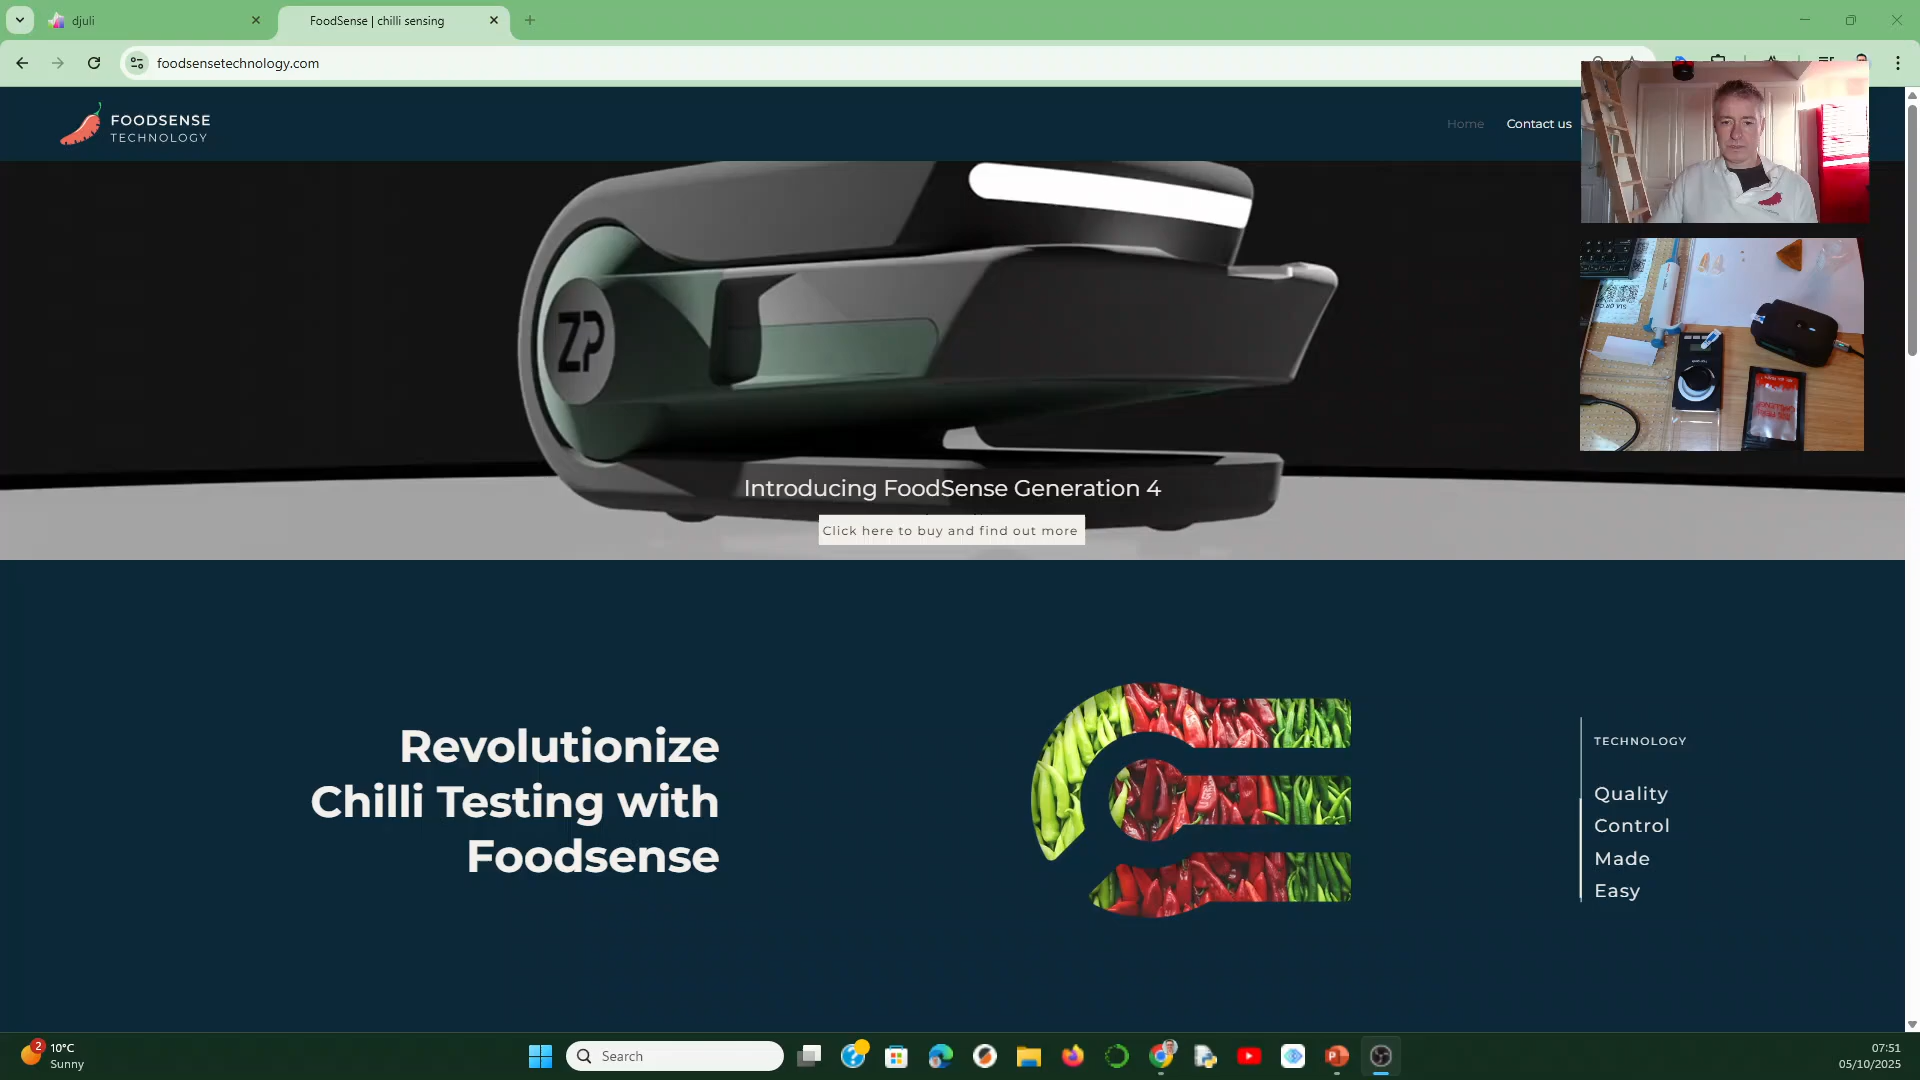 djuli
FoodSense | chilli sensing
foodsensetechnology.com
FOODSENSE
TECHNOLOGY
Home
Contact us
ZP
Introducing FoodSense Generation 4
Click here to buy and find out more
Revolutionize
Chilli Testing with
Foodsense
TECHNOLOGY
Quality
Control
Made
Easy
2
10°C
Sunny
Search
07:51
05/10/2025